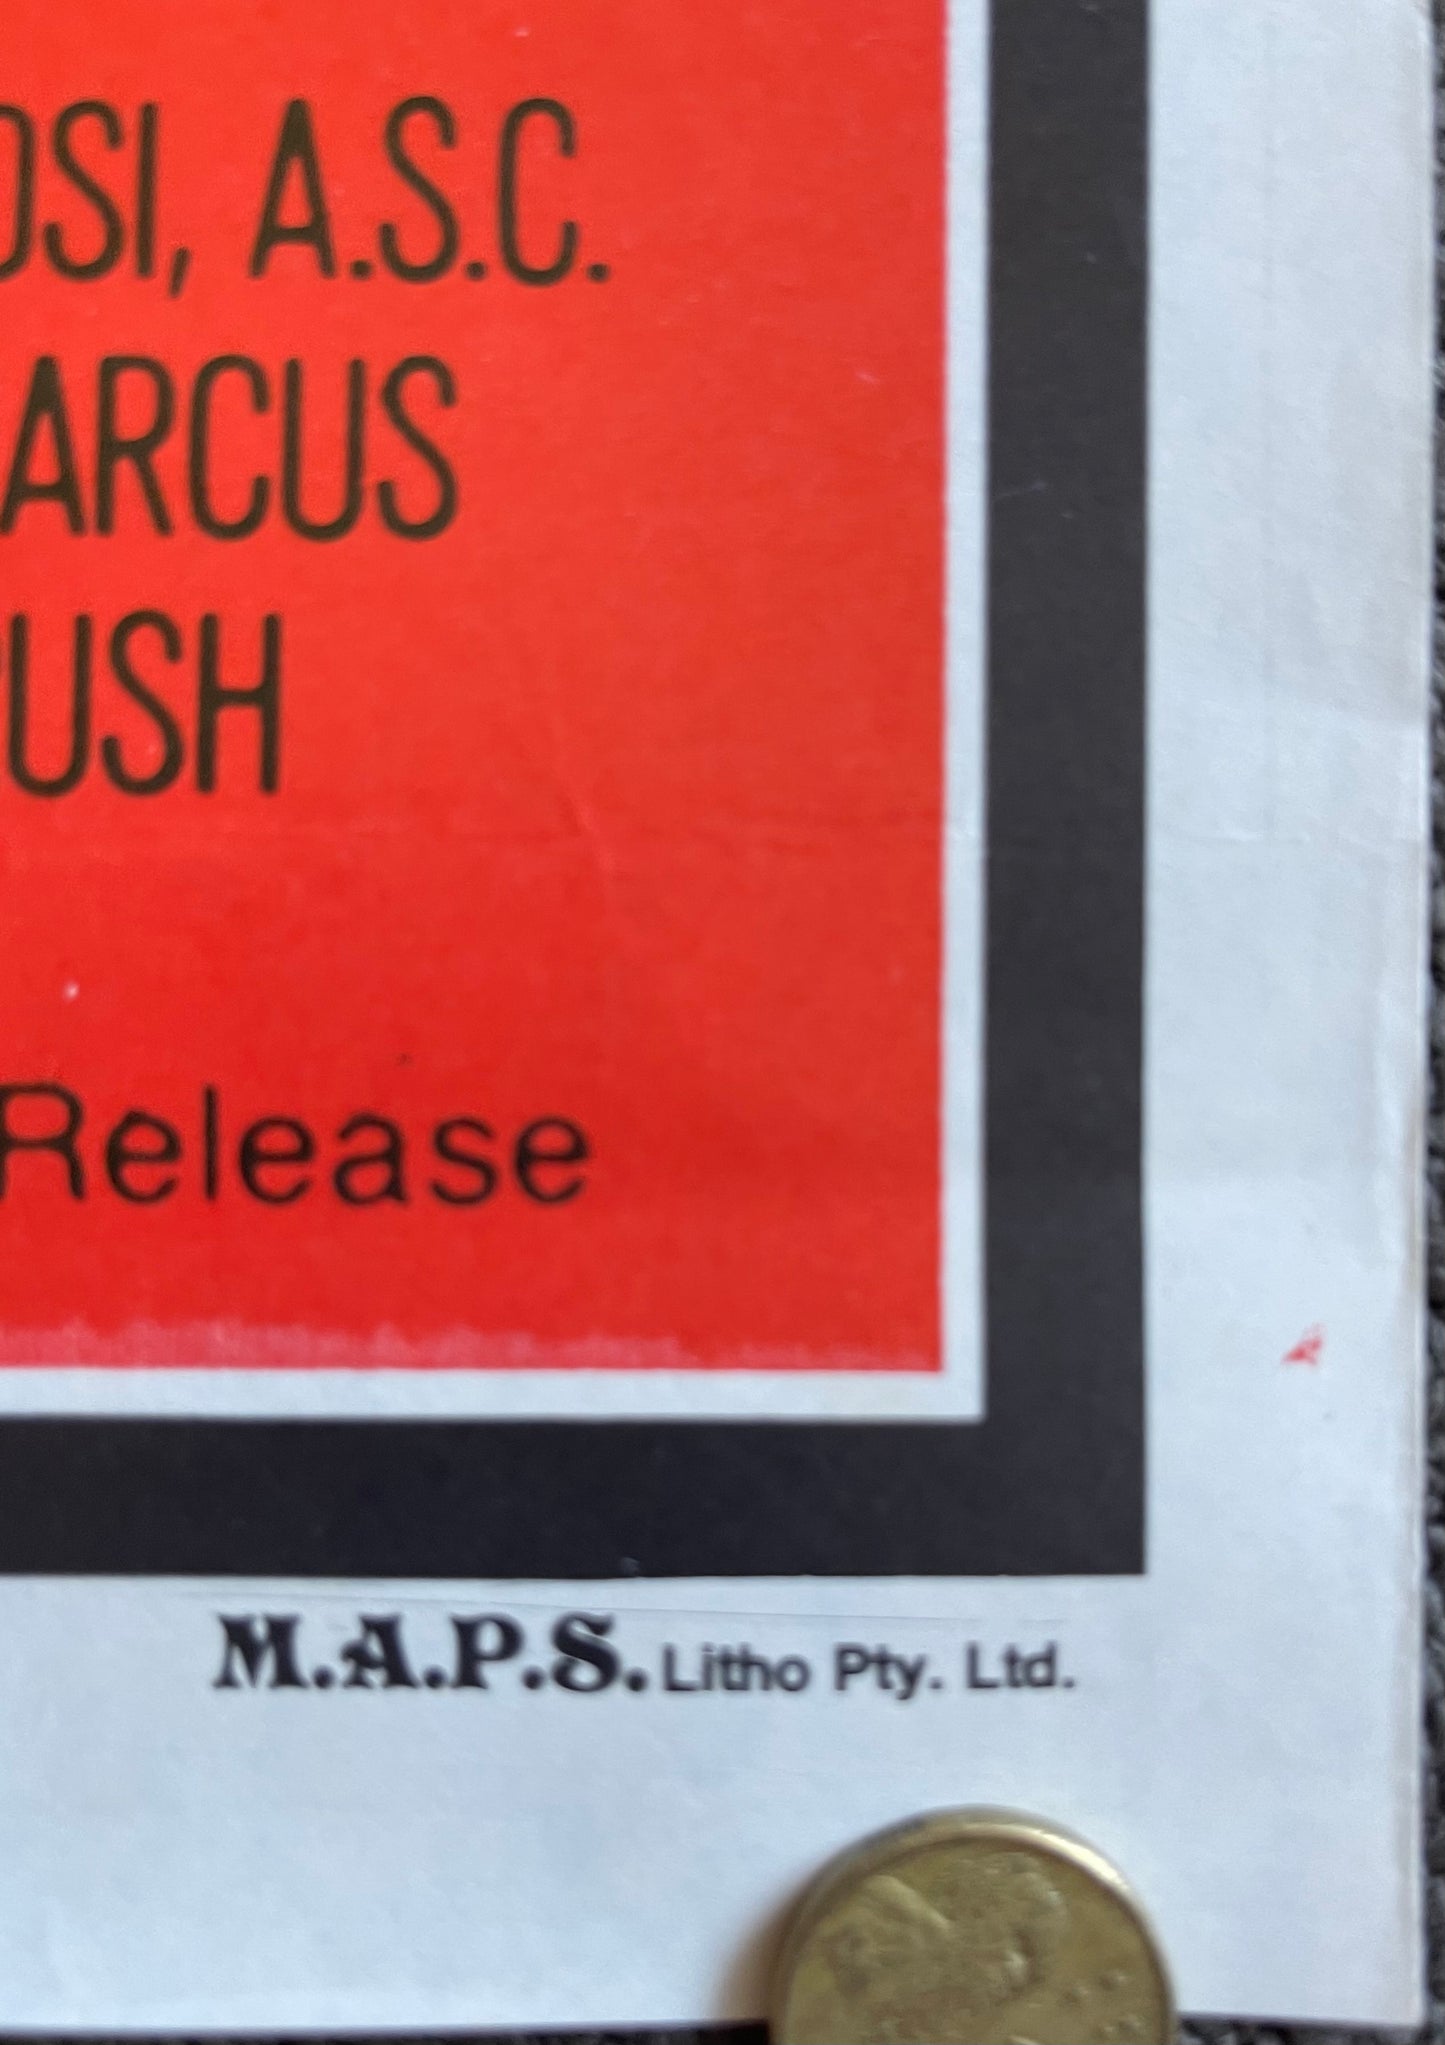 OSI, A.S.C.
ARCUS
USH
Release
M.A.P.S. Litho Pty. Ltd.